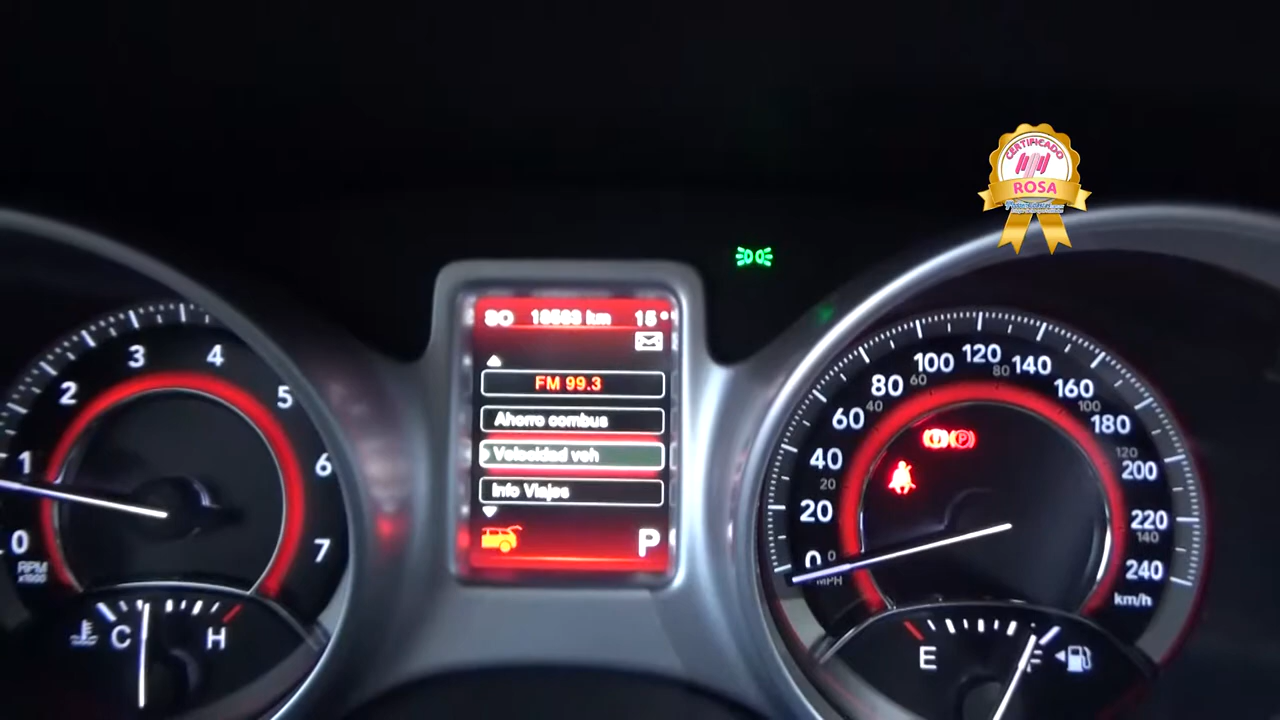 CERTIFICADO
ROSA
km 15°
FM 99.3
Ahorro combus
Velocidad veh
Info Viajes
P
0 1 2 3 4 5 6 7
RPM
x1000
C H
0 20 40 60 80 100 120 140 160 180 200 220 240
0 20 40 60 80 100 120 140
MPH
km/h
P
E F